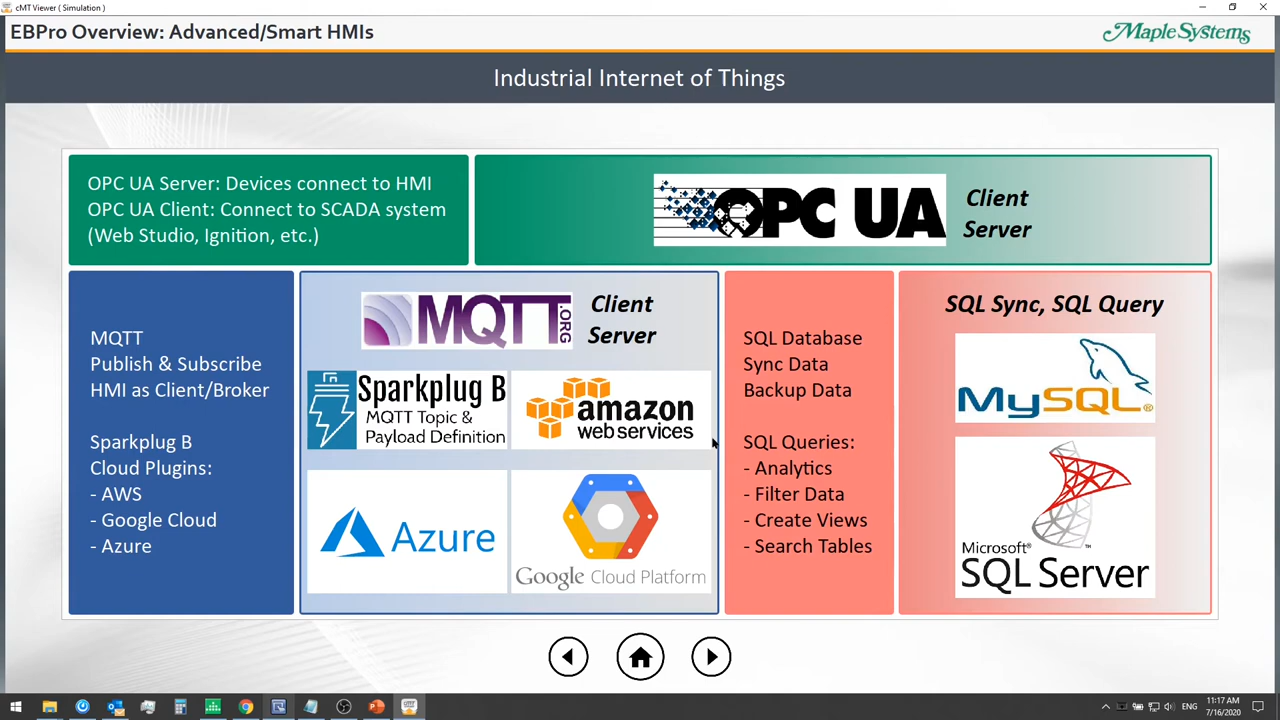 cMT Viewer ( Simulation )
EBPro Overview: Advanced/Smart HMIs
Maple Systems
Industrial Internet of Things
OPC UA Server: Devices connect to HMI
OPC UA Client: Connect to SCADA system
(Web Studio, Ignition, etc.)
OPC UA
Client
Server
MQTT
Publish & Subscribe
HMI as Client/Broker
Sparkplug B
Cloud Plugins:
- AWS
- Google Cloud
- Azure
MQTT.ORG
Client
Server
Sparkplug B
MQTT Topic &
Payload Definition
amazon
web services
Azure
Google Cloud Platform
SQL Database
Sync Data
Backup Data
SQL Queries:
- Analytics
- Filter Data
- Create Views
- Search Tables
SQL Sync, SQL Query
MySQL®
Microsoft®
SQL Server™
ENG
11:17 AM
7/16/2020